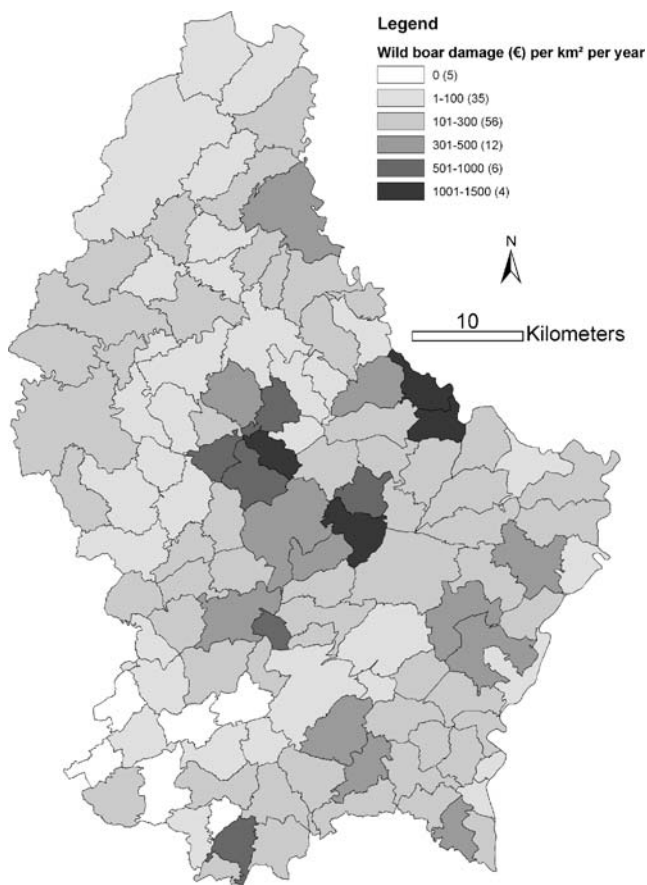 Legend
Wild boar damage (€) per km² per year
0 (5)
1-100 (35)
101-300 (56)
301-500 (12)
501-1000 (6)
1001-1500 (4)
N
10
Kilometers